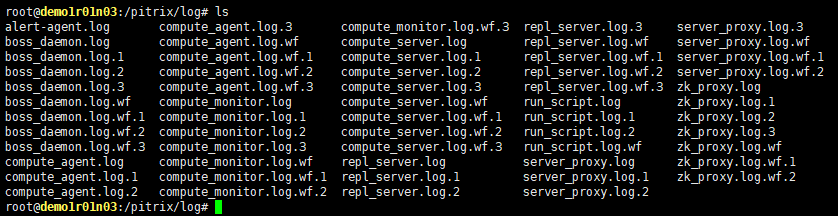 root@demo1r01n03:/pitrix/log# ls
alert-agent.log compute_agent.log.3 compute_monitor.log.wf.3 repl_server.log.3 server_proxy.log.3
boss_daemon.log compute_agent.log.wf compute_server.log repl_server.log.wf server_proxy.log.wf
boss_daemon.log.1 compute_agent.log.wf.1 compute_server.log.1 repl_server.log.wf.1 server_proxy.log.wf.1
boss_daemon.log.2 compute_agent.log.wf.2 compute_server.log.2 repl_server.log.wf.2 server_proxy.log.wf.2
boss_daemon.log.3 compute_agent.log.wf.3 compute_server.log.3 repl_server.log.wf.3 zk_proxy.log
boss_daemon.log.wf compute_monitor.log compute_server.log.wf run_script.log zk_proxy.log.1
boss_daemon.log.wf.1 compute_monitor.log.1 compute_server.log.wf.1 run_script.log.1 zk_proxy.log.2
boss_daemon.log.wf.2 compute_monitor.log.2 compute_server.log.wf.2 run_script.log.2 zk_proxy.log.3
boss_daemon.log.wf.3 compute_monitor.log.3 compute_server.log.wf.3 run_script.log.wf zk_proxy.log.wf
compute_agent.log compute_monitor.log.wf repl_server.log server_proxy.log zk_proxy.log.wf.1
compute_agent.log.1 compute_monitor.log.wf.1 repl_server.log.1 server_proxy.log.1 zk_proxy.log.wf.2
compute_agent.log.2 compute_monitor.log.wf.2 repl_server.log.2 server_proxy.log.2
root@demo1r01n03:/pitrix/log#